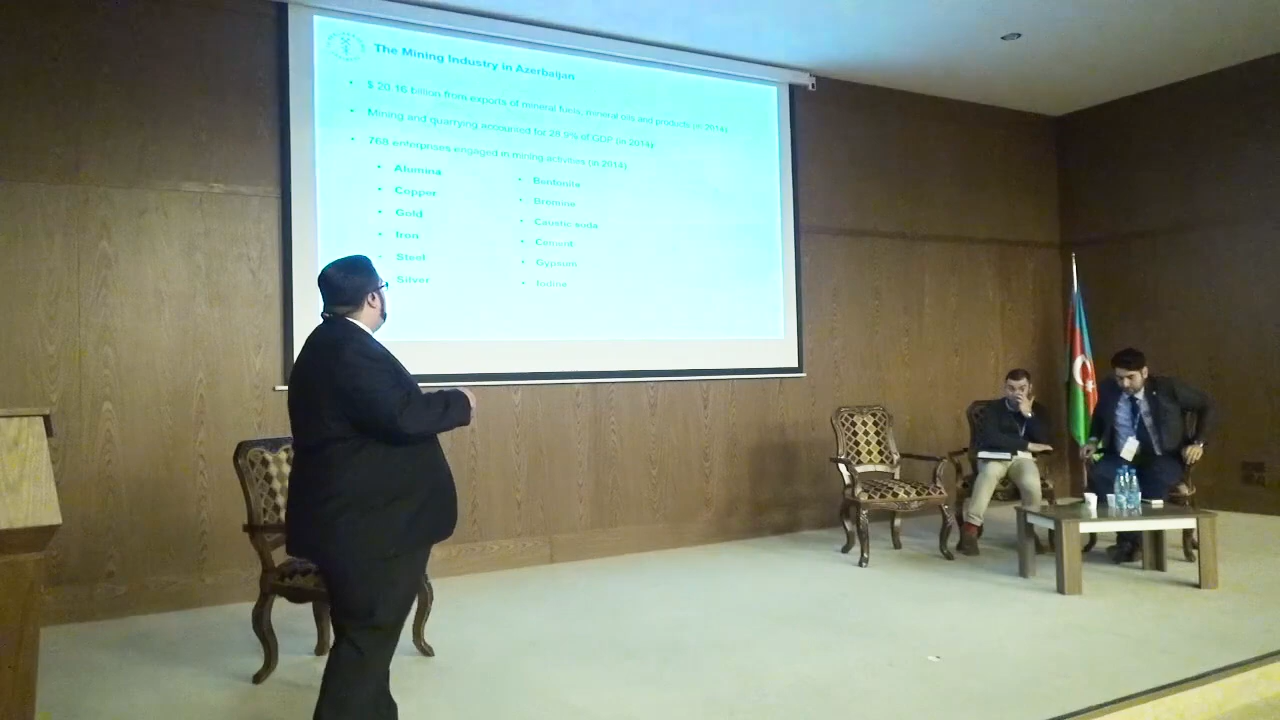 The Mining Industry in Azerbaijan
• $ 20.16 billion from exports of mineral fuels, mineral oils and products (in 2014)
• Mining and quarrying accounted for 28.9% of GDP (in 2014)
• 768 enterprises engaged in mining activities (in 2014)
• Alumina
• Copper
• Gold
• Iron
• Steel
• Silver
• Bentonite
• Bromine
• Caustic soda
• Cement
• Gypsum
• Iodine